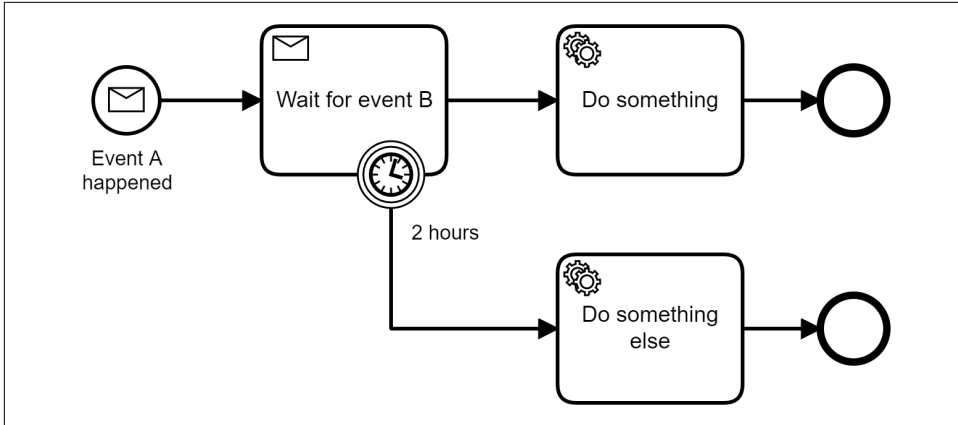 Wait for event B
Do something
Event A
happened
2 hours
Do something
else